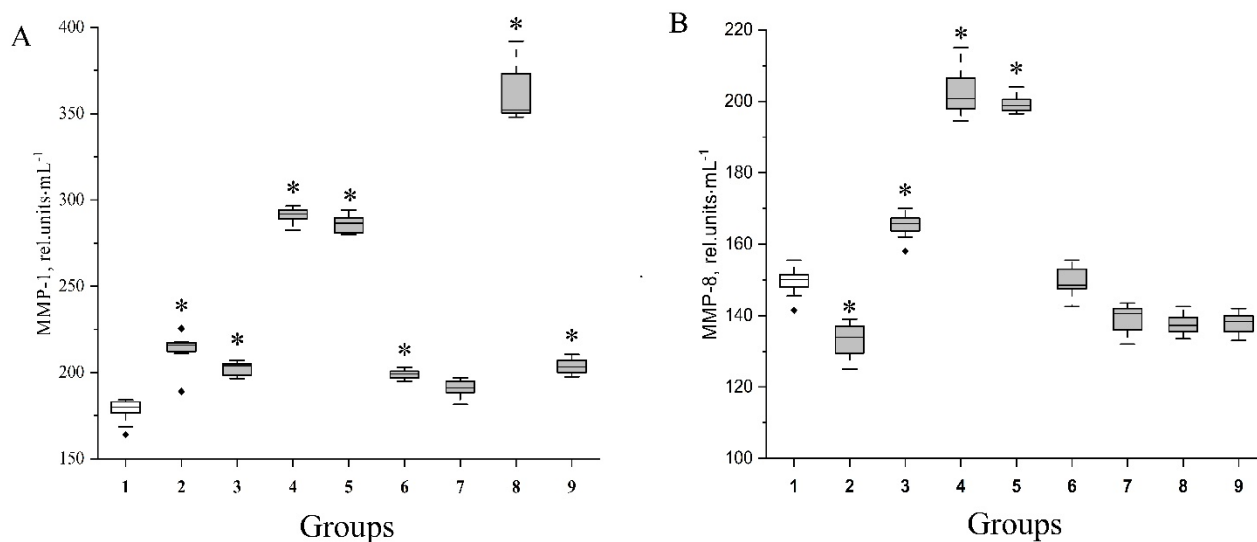 A
MMP-1, rel.units·mL⁻¹
400
350
300
250
200
150
* * * * * * *
1 2 3 4 5 6 7 8 9
Groups
B
MMP-8, rel.units·mL⁻¹
220
200
180
160
140
120
100
* * * *
1 2 3 4 5 6 7 8 9
Groups